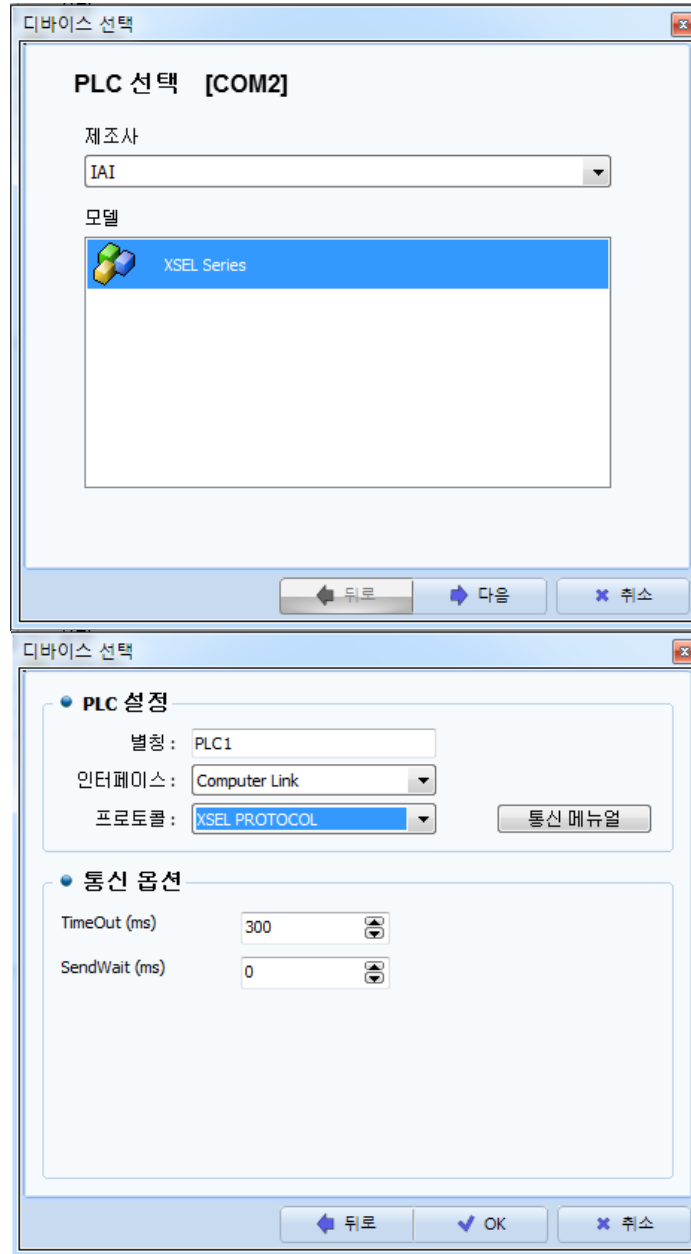 디바이스 선택
PLC 선택 [COM2]
제조사
IAI
모델
XSEL Series
뒤로 다음 취소
디바이스 선택
PLC 설정
별칭 : PLC1
인터페이스 : Computer Link
프로토콜 : XSEL PROTOCOL 통신 메뉴얼
통신 옵션
TimeOut (ms) 300
SendWait (ms) 0
뒤로 OK 취소